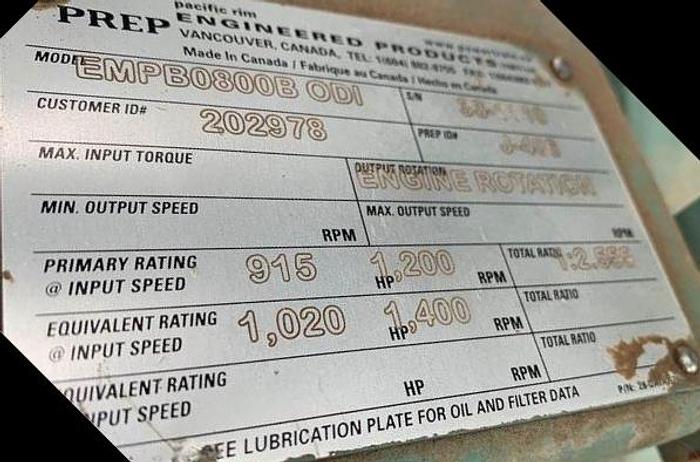 PREP pacific rim
ENGINEERED PRODUCTS
VANCOUVER, CANADA, TEL: 1(604)
Made In Canada / Fabrique au Canada / Hecho en Canada
MODEL EMPB0800B ODI S/N
CUSTOMER ID# 202978 PREP ID#
MAX. INPUT TORQUE OUTPUT ROTATION ENGINE ROTATION
MIN. OUTPUT SPEED RPM MAX. OUTPUT SPEED RPM
PRIMARY RATING @ INPUT SPEED 915 HP 1,200 RPM TOTAL RATIO
EQUIVALENT RATING @ INPUT SPEED 1,020 HP 1,400 RPM TOTAL RATIO
QUIVALENT RATING
INPUT SPEED HP RPM TOTAL RATIO
SEE LUBRICATION PLATE FOR OIL AND FILTER DATA P/N: